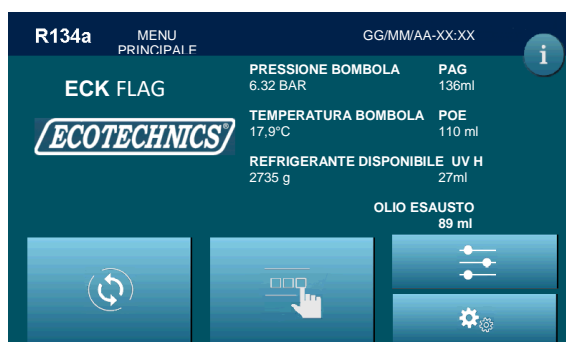 R134a MENU PRINCIPALE GG/MM/AA-XX:XX
i
ECK FLAG
ECOTECHNICS
PRESSIONE BOMBOLA PAG
6.32 BAR 136ml
TEMPERATURA BOMBOLA POE
17,9°C 110 ml
REFRIGERANTE DISPONIBILE UV H
2735 g 27ml
OLIO ESAUSTO
89 ml